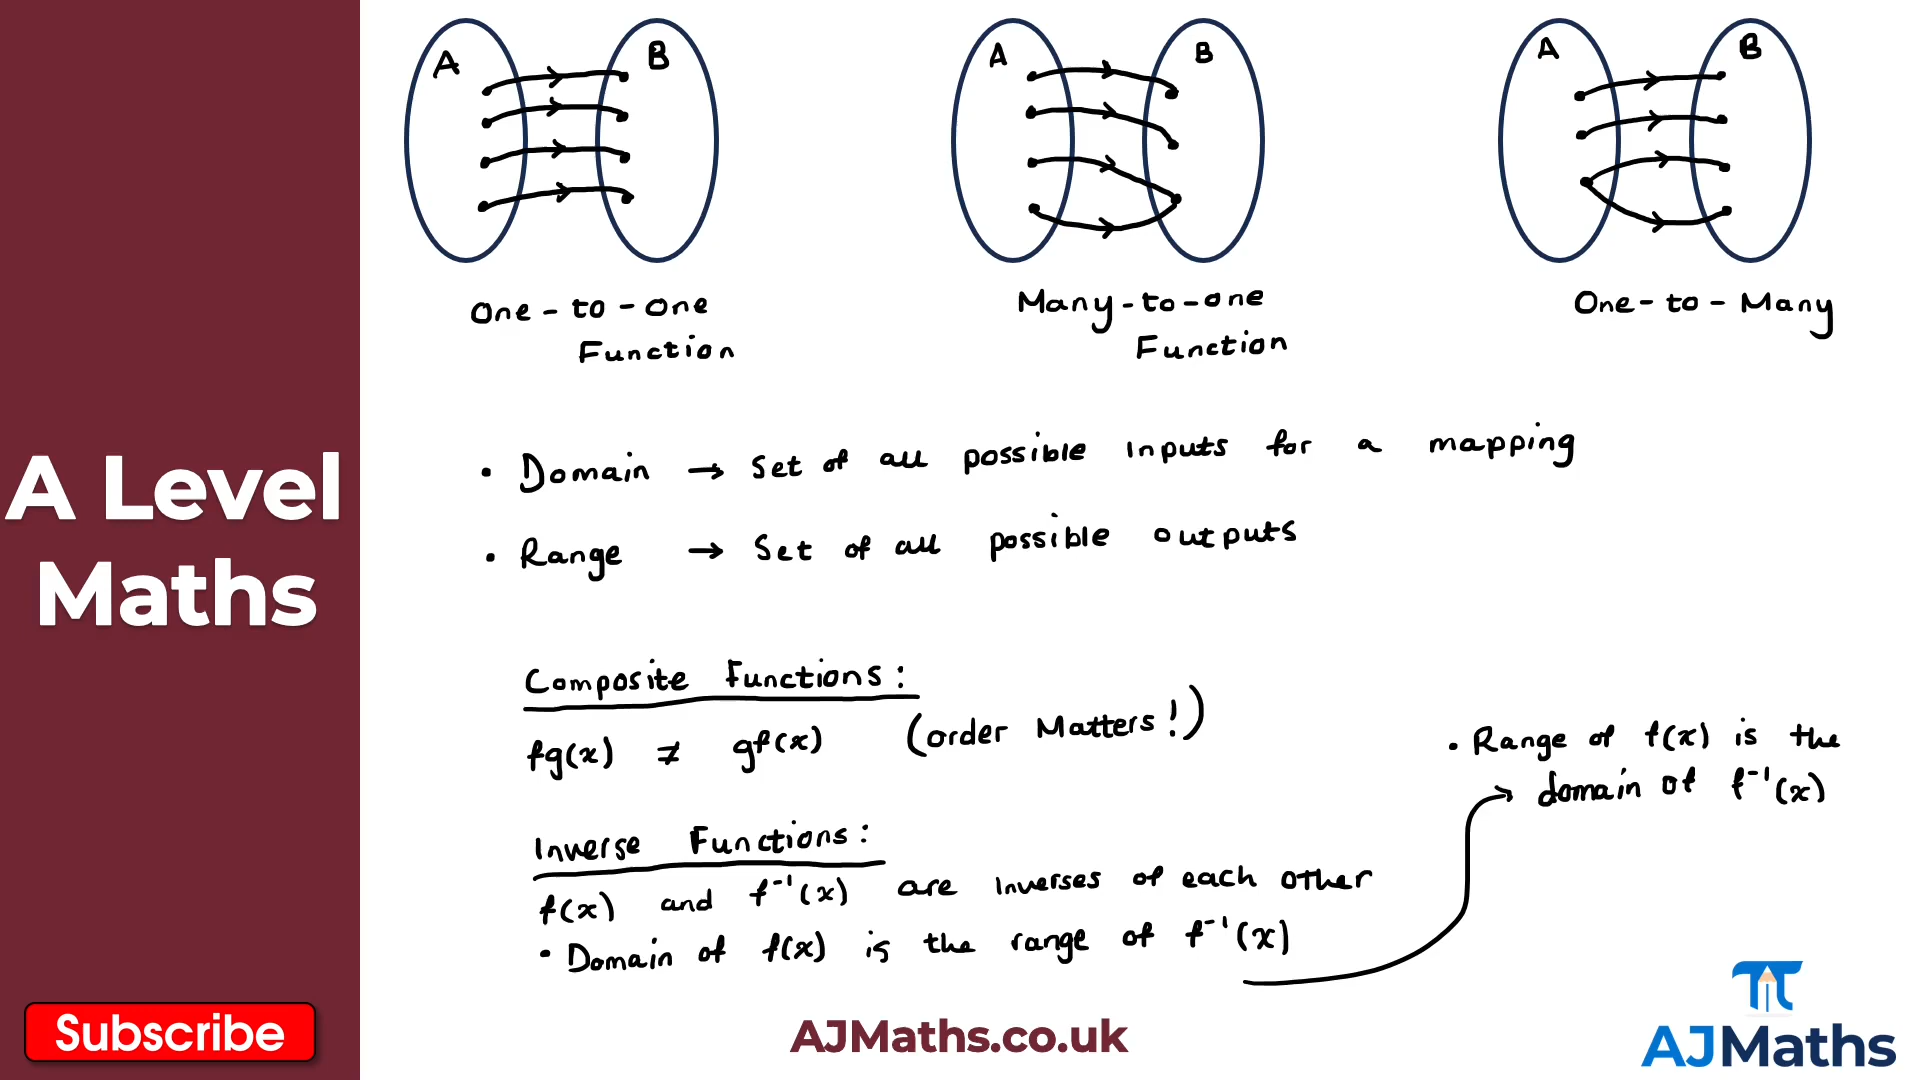 A B
A B
A B
One-to-one
Function
Many-to-one
Function
One-to-Many
A Level
Maths
• Domain → Set of all possible inputs for a mapping
• Range → Set of all possible outputs
Composite Functions:
fg(x) ≠ gf(x) (order Matters!)
Inverse Functions:
f(x) and f⁻¹(x) are inverses of each other
• Domain of f(x) is the range of f⁻¹(x)
• Range of f(x) is the
domain of f⁻¹(x)
Subscribe
AJMaths.co.uk
AJMaths